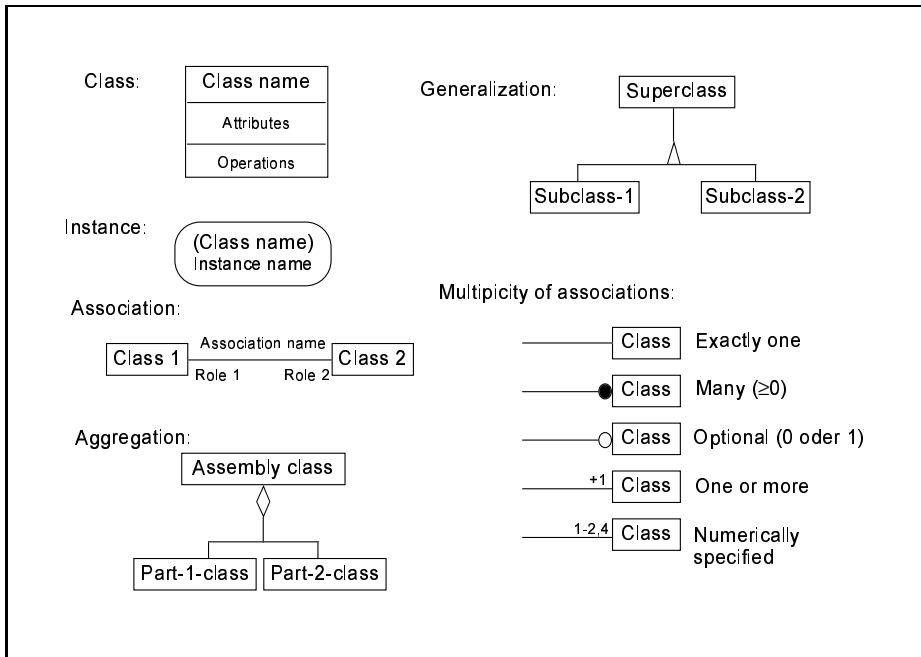 Class:
Class name
Attributes
Operations
Instance:
(Class name)
Instance name
Association:
Class 1
Association name
Class 2
Role 1
Role 2
Aggregation:
Assembly class
Part-1-class
Part-2-class
Generalization:
Superclass
Subclass-1
Subclass-2
Multipicity of associations:
Class
Exactly one
Class
Many (≥0)
Class
Optional (0 oder 1)
+1
Class
One or more
1-2,4
Class
Numerically
specified